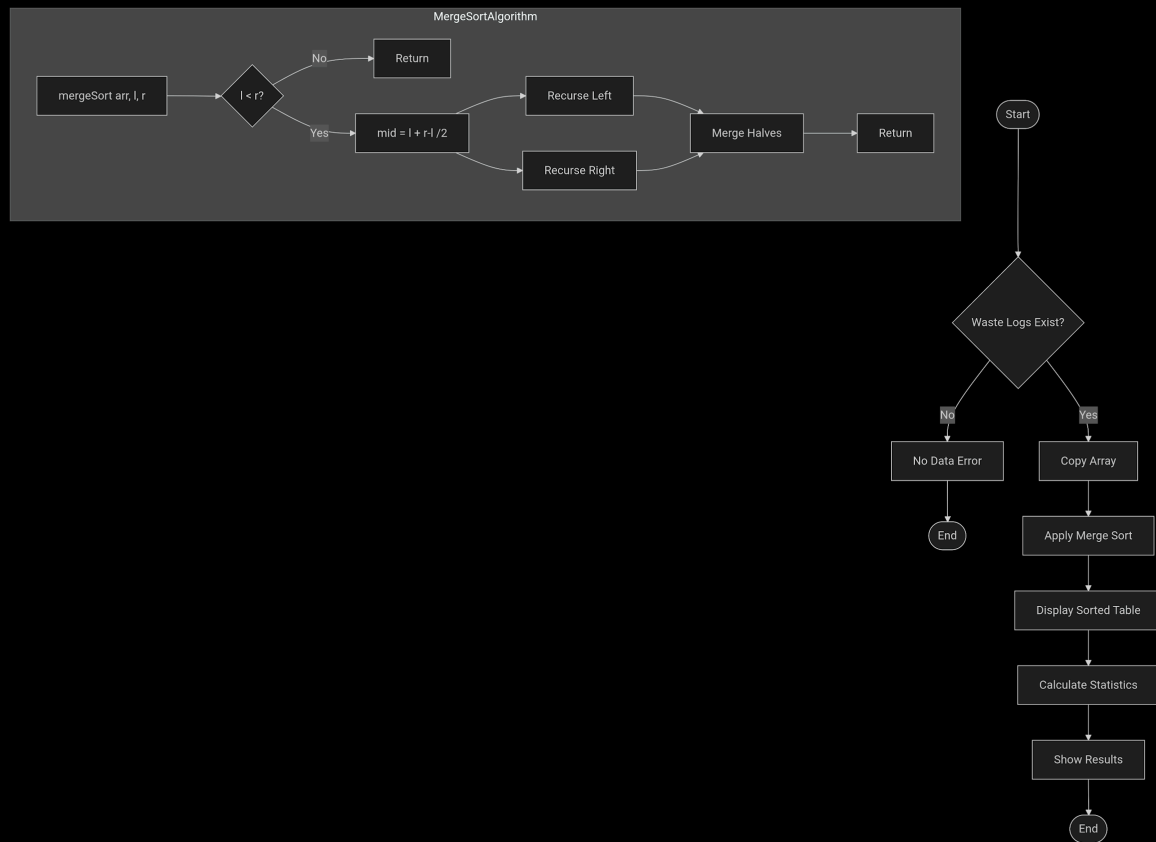 MergeSortAlgorithm
mergeSort arr, l, r
l < r?
No
Return
Yes
mid = l + r-l /2
Recurse Left
Recurse Right
Merge Halves
Return
Start
Waste Logs Exist?
No
Yes
No Data Error
Copy Array
End
Apply Merge Sort
Display Sorted Table
Calculate Statistics
Show Results
End